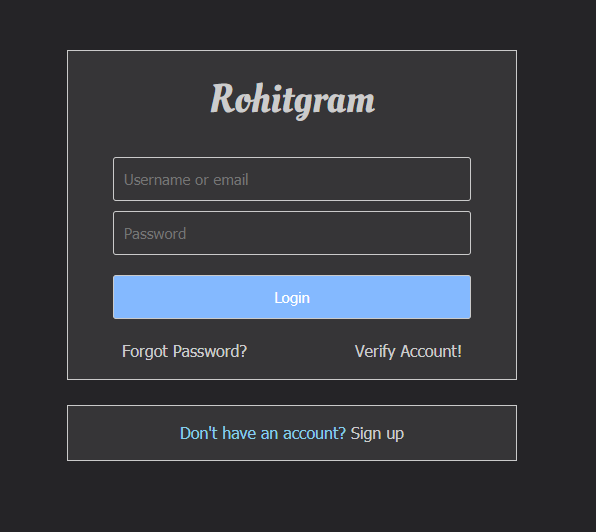 Rohitgram
Username or email
Password
Login
Forgot Password? Verify Account!
Don't have an account? Sign up